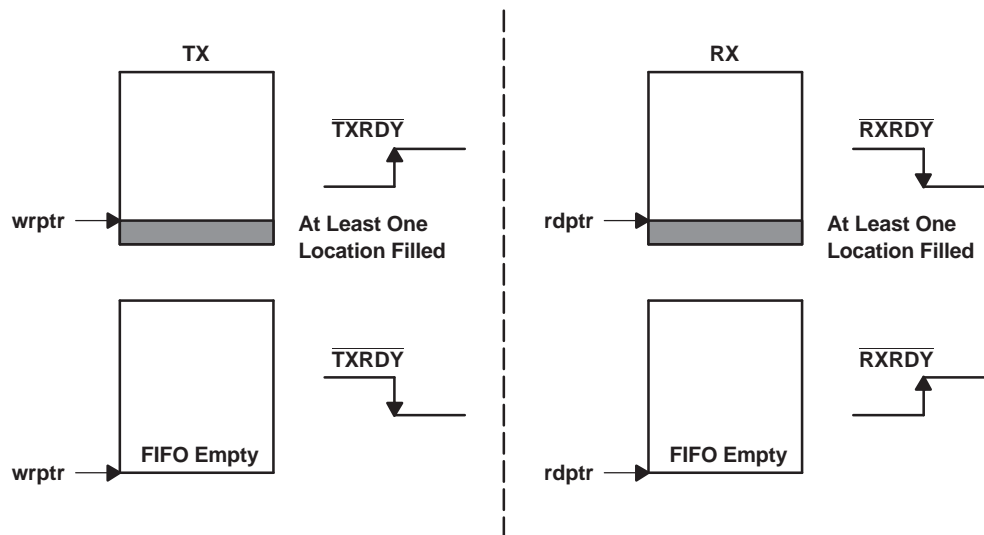 TX
TXRDY
wrptr
At Least One
Location Filled
TXRDY
wrptr
FIFO Empty
RX
RXRDY
rdptr
At Least One
Location Filled
RXRDY
rdptr
FIFO Empty